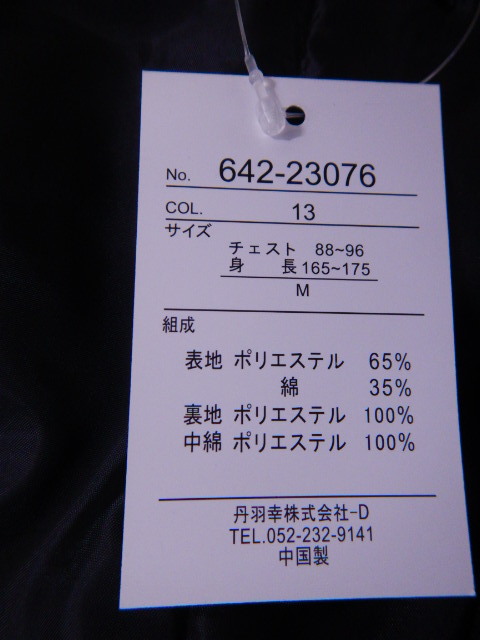 No. 642-23076
COL. 13
サイズ
チェスト 88~96
身 長 165~175
M
組成
表地 ポリエステル 65%
綿 35%
裏地 ポリエステル 100%
中綿 ポリエステル 100%
丹羽幸株式会社-D
TEL.052-232-9141
中国製